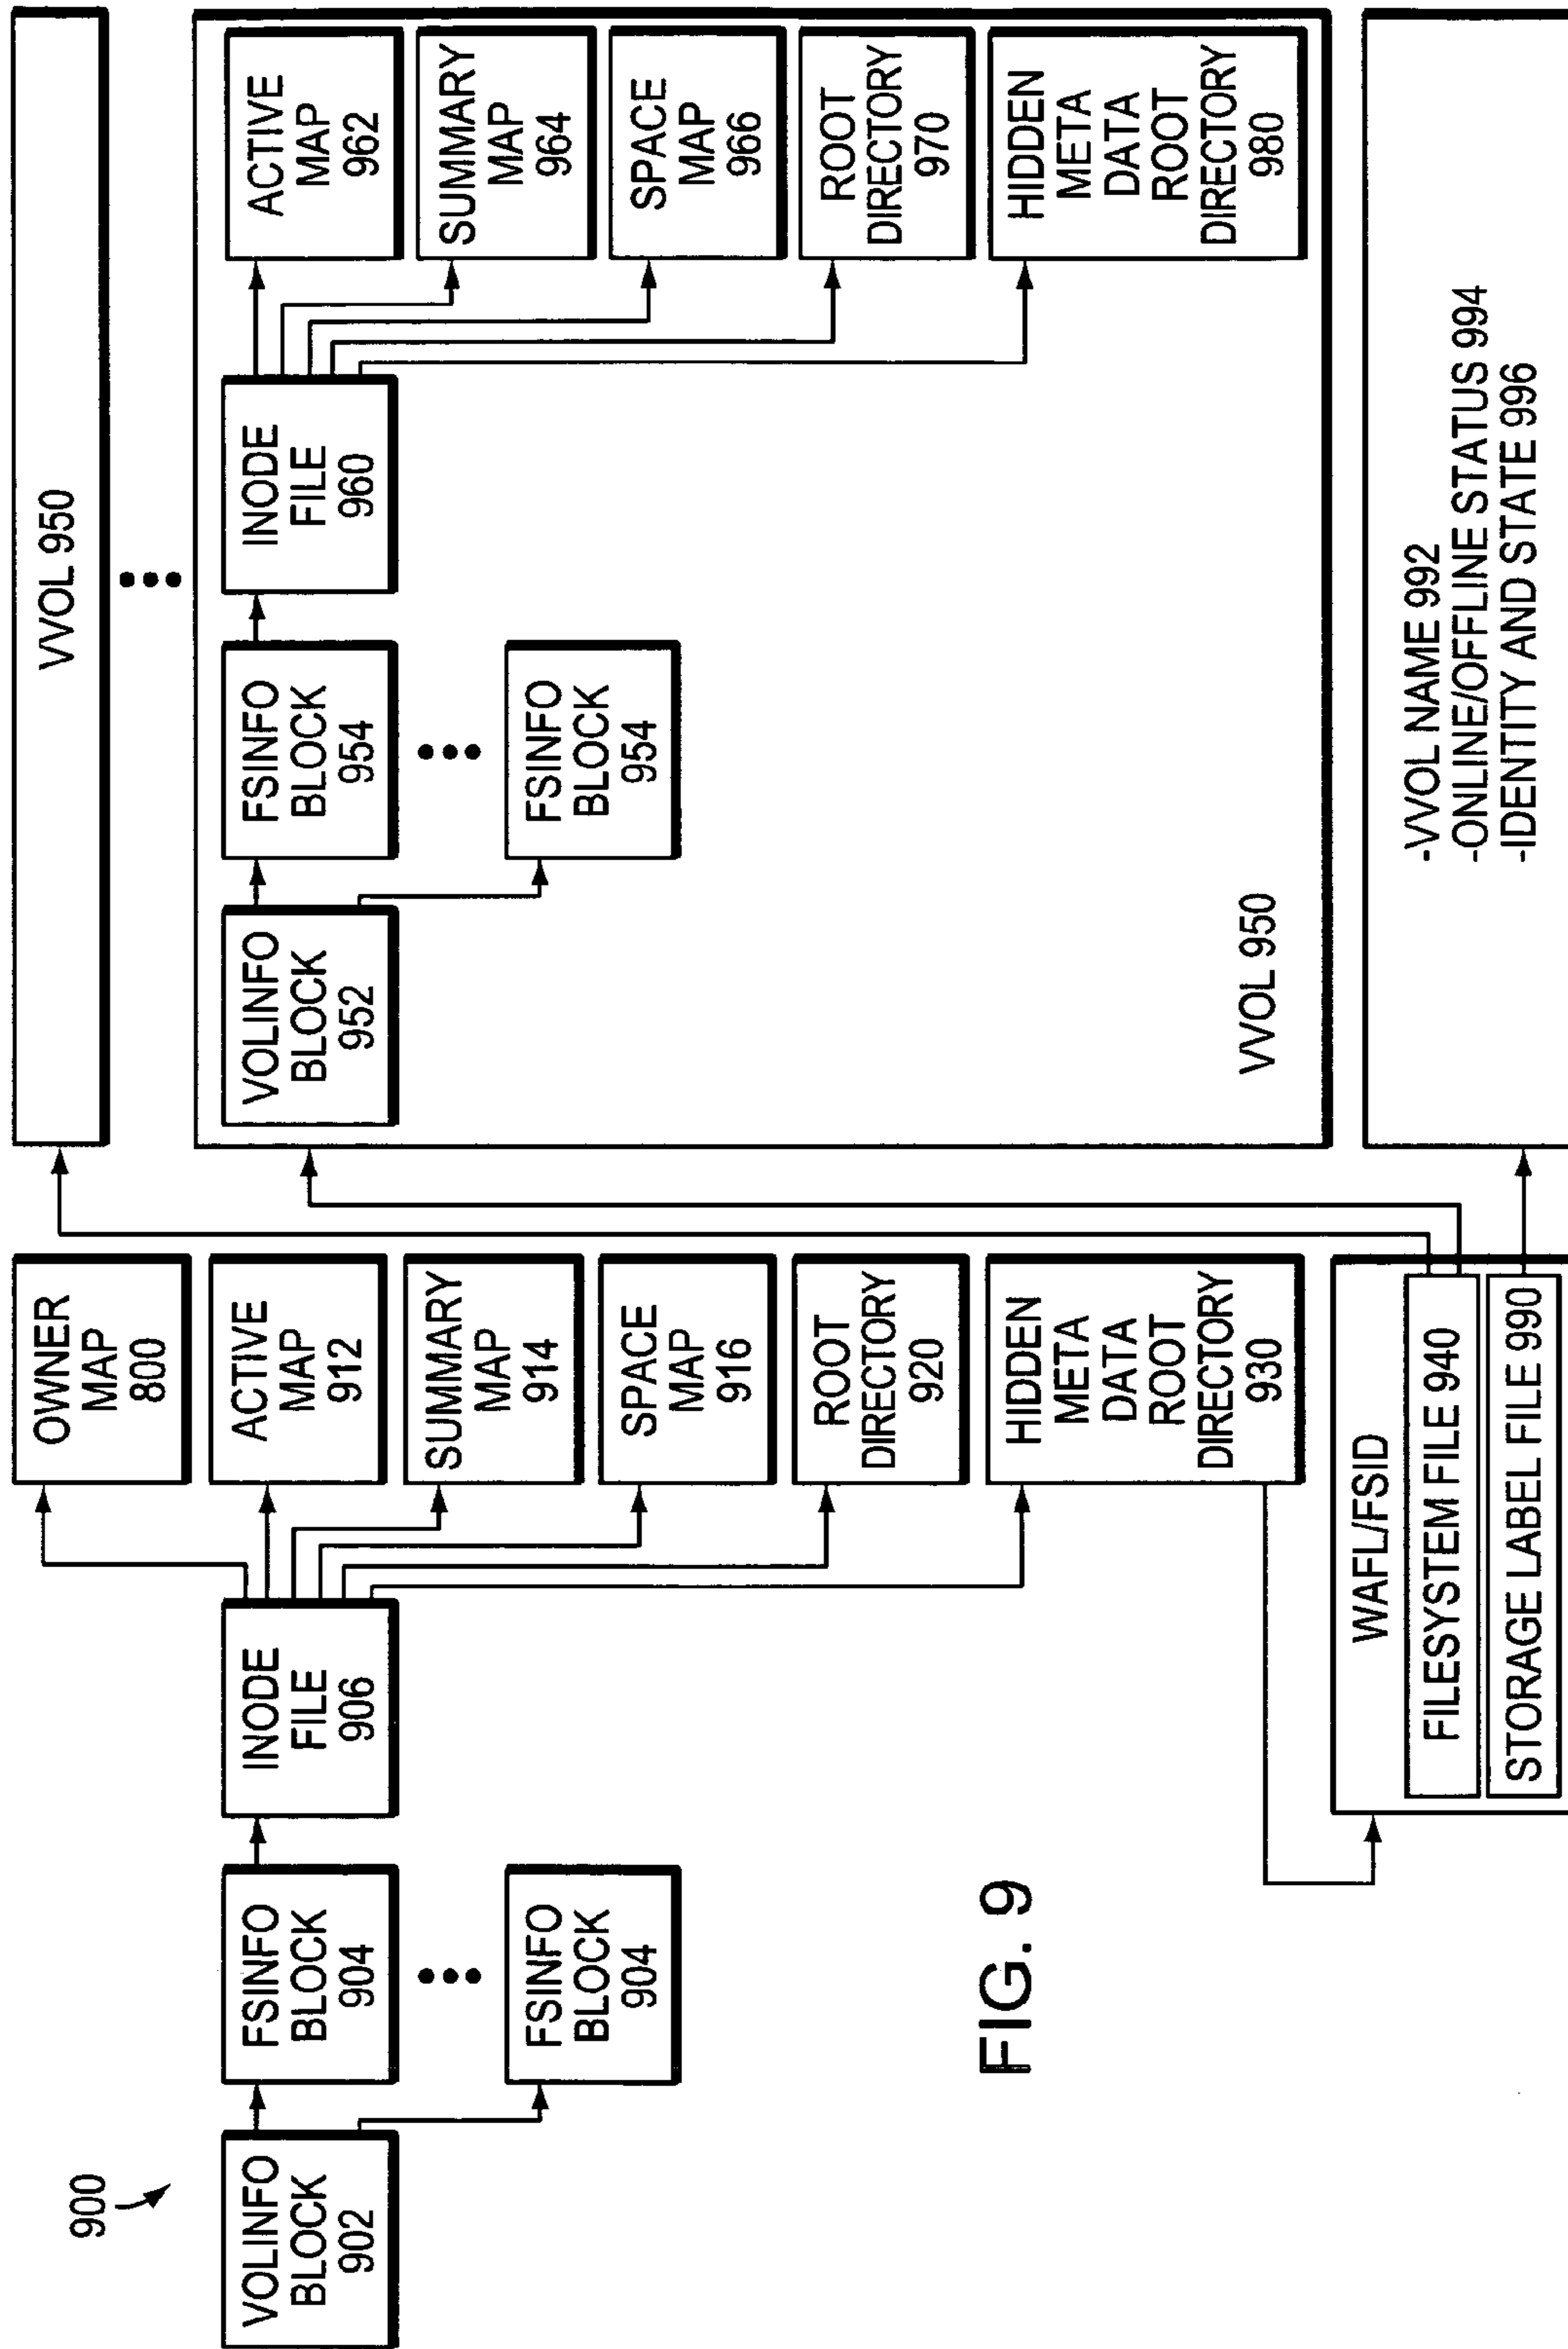 900
VOLINFO
BLOCK
902
FSINFO
BLOCK
904
FSINFO
BLOCK
904
INODE
FILE
906
OWNER
MAP
800
ACTIVE
MAP
912
SUMMARY
MAP
914
SPACE
MAP
916
ROOT
DIRECTORY
920
HIDDEN
META
DATA
ROOT
DIRECTORY
930
WAFL/FSID
FILESYSTEM FILE 940
STORAGE LABEL FILE 990
VVOL 950
VOLINFO
BLOCK
952
FSINFO
BLOCK
954
FSINFO
BLOCK
954
INODE
FILE
960
ACTIVE
MAP
962
SUMMARY
MAP
964
SPACE
MAP
966
ROOT
DIRECTORY
970
HIDDEN
META
DATA
ROOT
DIRECTORY
980
VVOL 950
-VVOL NAME 992
-ONLINE/OFFLINE STATUS 994
-IDENTITY AND STATE 996
FIG. 9